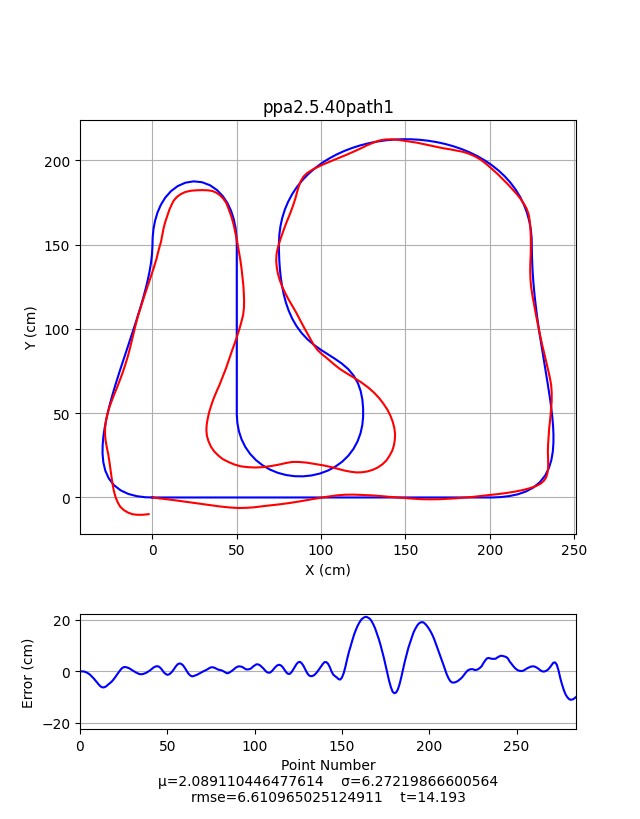 ppa2.5.40path1
200
150
100
50
0
Y (cm)
0 50 100 150 200 250
X (cm)
20
0
−20
Error (cm)
0 50 100 150 200 250
Point Number
μ=2.089110446477614 σ=6.27219866600564
rmse=6.610965025124911 t=14.193